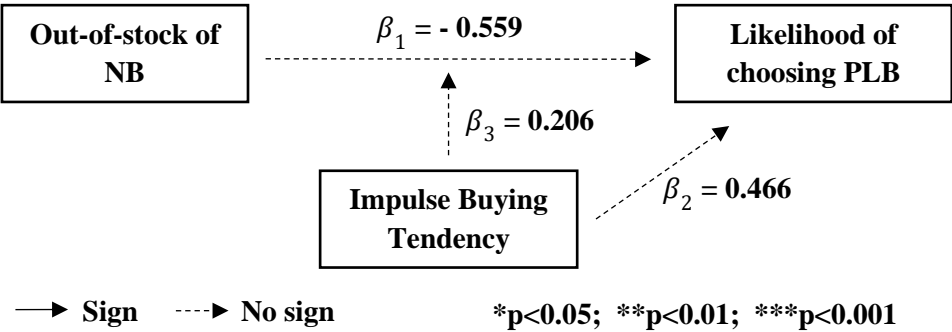 Out-of-stock of
NB
β₁ = - 0.559
Likelihood of
choosing PLB
β₃ = 0.206
Impulse Buying
Tendency
β₂ = 0.466
Sign
No sign
*p<0.05; **p<0.01; ***p<0.001